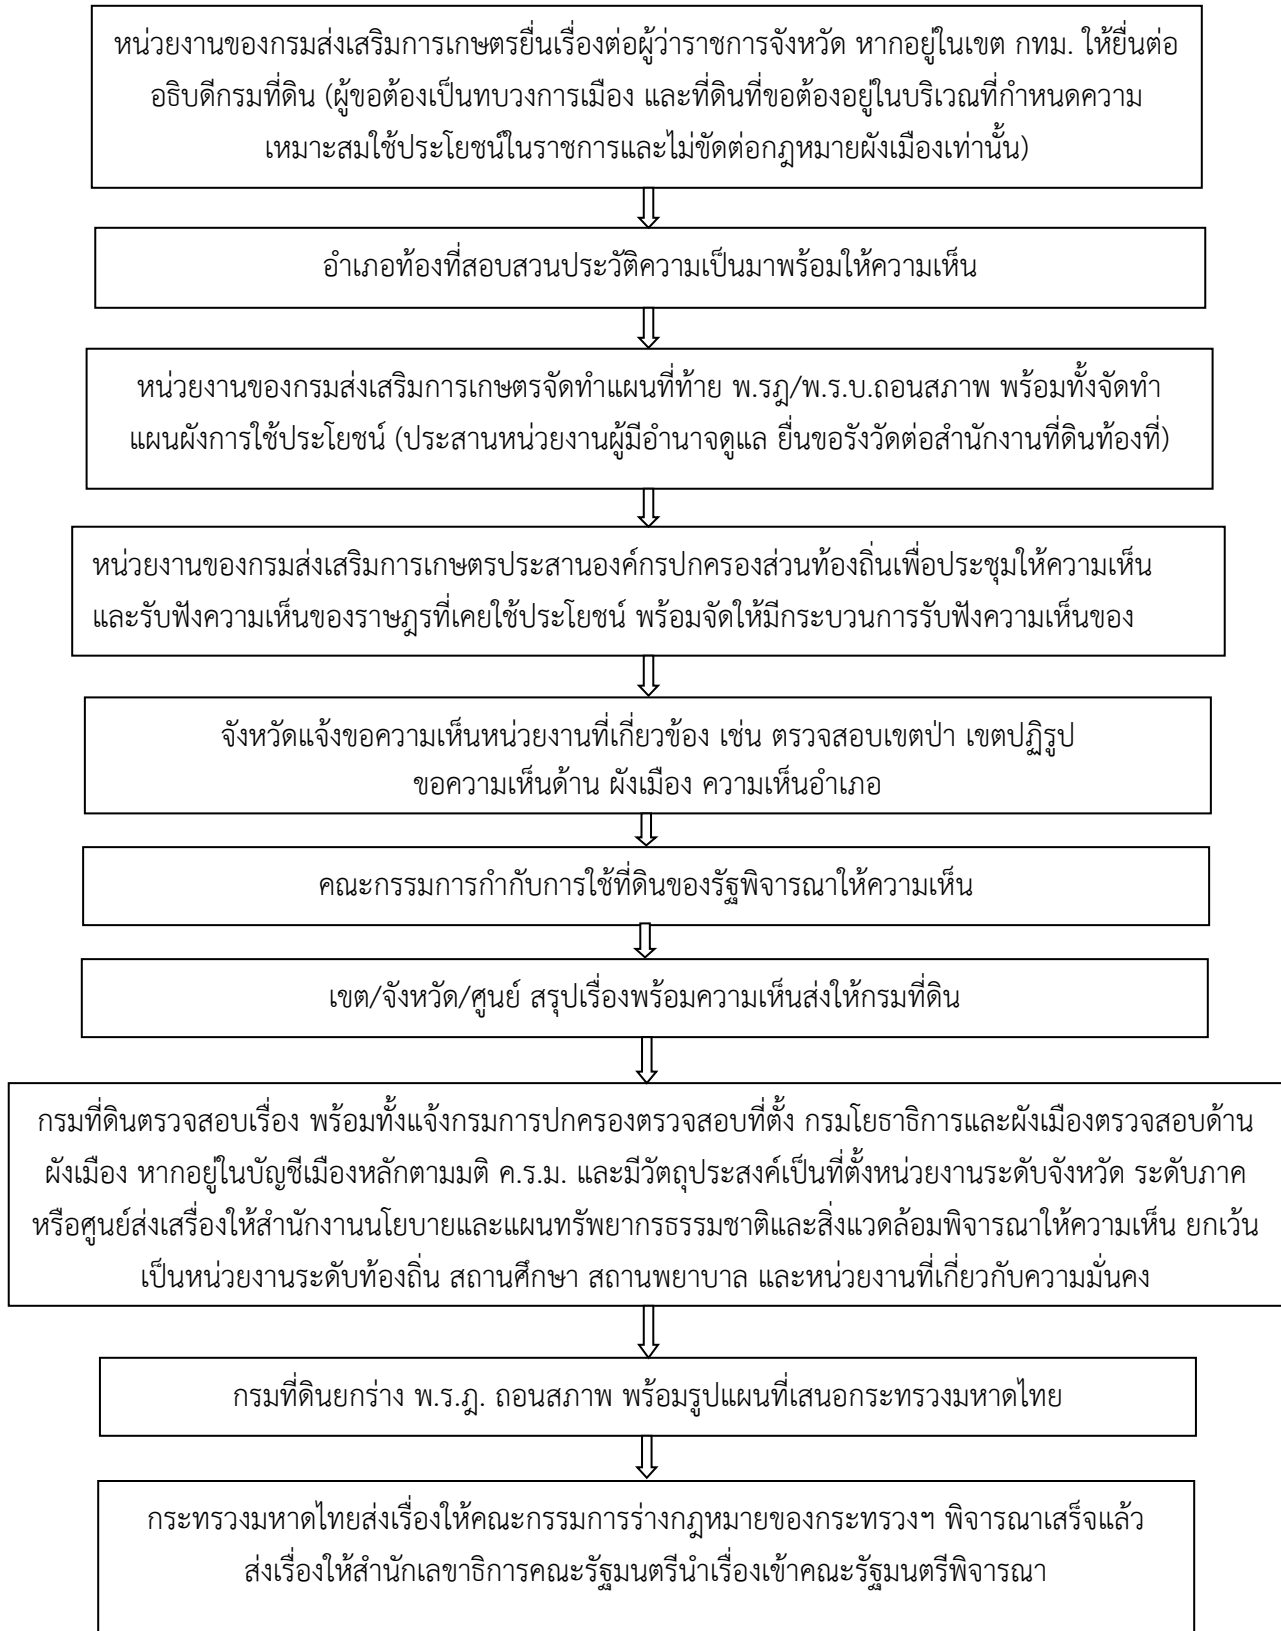 หน่วยงานของกรมส่งเสริมการเกษตรยื่นเรื่องต่อผู้ว่าราชการจังหวัด หากอยู่ในเขต กทม. ให้ยื่นต่อ
อธิบดีกรมที่ดิน (ผู้ขอต้องเป็นทบวงการเมือง และที่ดินที่ขอต้องอยู่ในบริเวณที่กำหนดความ
เหมาะสมใช้ประโยชน์ในราชการและไม่ขัดต่อกฎหมายผังเมืองเท่านั้น)
อำเภอท้องที่สอบสวนประวัติความเป็นมาพร้อมให้ความเห็น
หน่วยงานของกรมส่งเสริมการเกษตรจัดทำแผนที่ท้าย พ.รฎ/พ.ร.บ.ถอนสภาพ พร้อมทั้งจัดทำ
แผนผังการใช้ประโยชน์ (ประสานหน่วยงานผู้มีอำนาจดูแล ยื่นขอรังวัดต่อสำนักงานที่ดินท้องที่)
หน่วยงานของกรมส่งเสริมการเกษตรประสานองค์กรปกครองส่วนท้องถิ่นเพื่อประชุมให้ความเห็น
และรับฟังความเห็นของราษฎรที่เคยใช้ประโยชน์ พร้อมจัดให้มีกระบวนการรับฟังความเห็นของ
จังหวัดแจ้งขอความเห็นหน่วยงานที่เกี่ยวข้อง เช่น ตรวจสอบเขตป่า เขตปฏิรูป
ขอความเห็นด้าน ผังเมือง ความเห็นอำเภอ
คณะกรรมการกำกับการใช้ที่ดินของรัฐพิจารณาให้ความเห็น
เขต/จังหวัด/ศูนย์ สรุปเรื่องพร้อมความเห็นส่งให้กรมที่ดิน
กรมที่ดินตรวจสอบเรื่อง พร้อมทั้งแจ้งกรมการปกครองตรวจสอบที่ตั้ง กรมโยธาธิการและผังเมืองตรวจสอบด้าน
ผังเมือง หากอยู่ในบัญชีเมืองหลักตามมติ ค.ร.ม. และมีวัตถุประสงค์เป็นที่ตั้งหน่วยงานระดับจังหวัด ระดับภาค
หรือศูนย์ส่งเสรื่องให้สำนักงานนโยบายและแผนทรัพยากรธรรมชาติและสิ่งแวดล้อมพิจารณาให้ความเห็น ยกเว้น
เป็นหน่วยงานระดับท้องถิ่น สถานศึกษา สถานพยาบาล และหน่วยงานที่เกี่ยวกับความมั่นคง
กรมที่ดินยกร่าง พ.ร.ฎ. ถอนสภาพ พร้อมรูปแผนที่เสนอกระทรวงมหาดไทย
กระทรวงมหาดไทยส่งเรื่องให้คณะกรรมการร่างกฎหมายของกระทรวงฯ พิจารณาเสร็จแล้ว
ส่งเรื่องให้สำนักเลขาธิการคณะรัฐมนตรีนำเรื่องเข้าคณะรัฐมนตรีพิจารณา